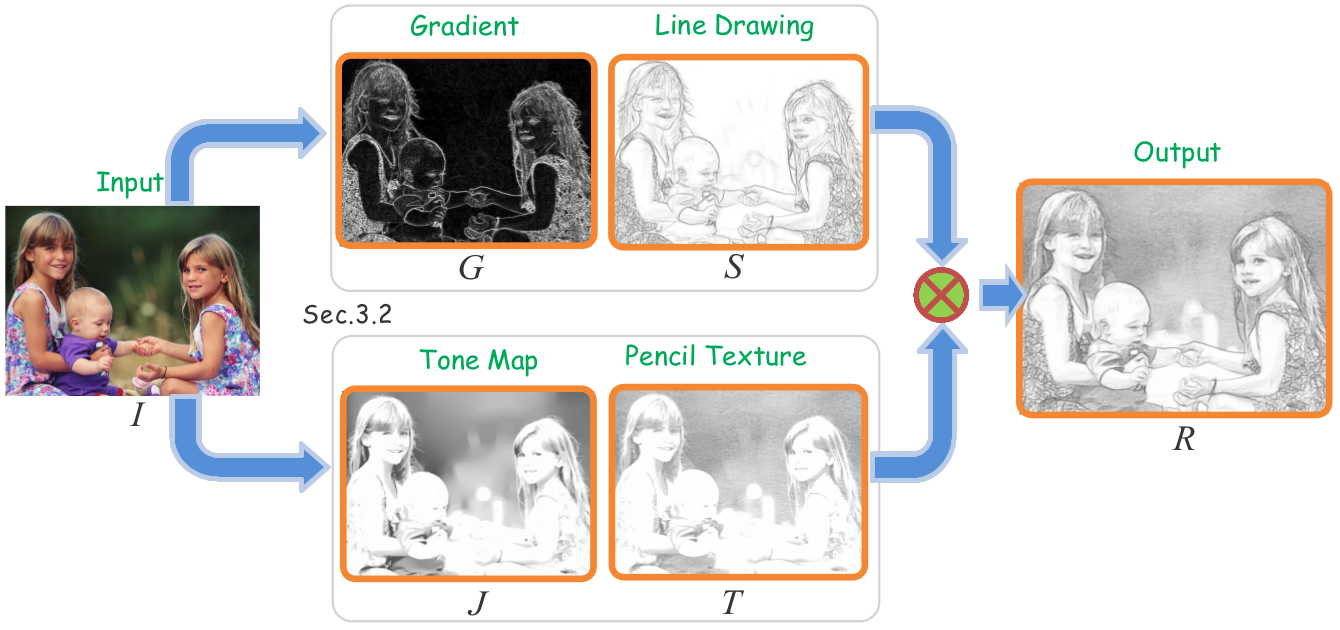 Gradient
Line Drawing
G
S
Input
I
Sec.3.2
Tone Map
Pencil Texture
J
T
Output
R